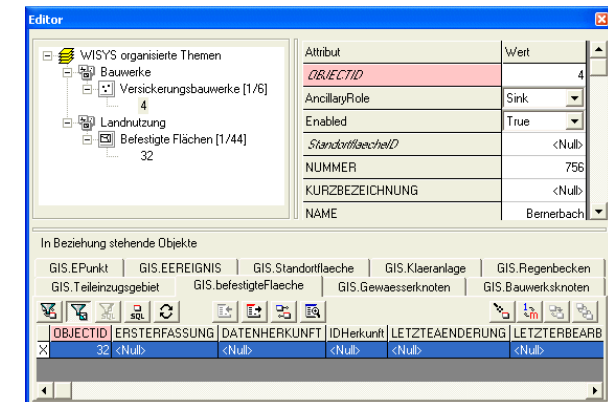 Editor
WISYS organisierte Themen
Bauwerke
Versickerungsbauwerke [1/6]
4
Landnutzung
Befestigte Flächen [1/44]
32
Attribut Wert
OBJECTID 4
AncillaryRole Sink
Enabled True
StandortflaecheID <Null>
NUMMER 756
KURZBEZEICHNUNG <Null>
NAME Bernerbach
In Beziehung stehende Objekte
GIS.EPunkt GIS.EEREIGNIS GIS.Standortflaeche GIS.Klaeranlage GIS.Regenbecken
GIS.Teileinzugsgebiet GIS.befestigteFlaeche GIS.Gewaesserknoten GIS.Bauwerksknoten
SQL SQL 1:m
OBJECTID ERSTERFASSUNG DATENHERKUNFT IDHerkunft LETZTEAENDERUNG LETZTERBEARB
X 32 <Null> <Null> <Null> <Null> <Null>